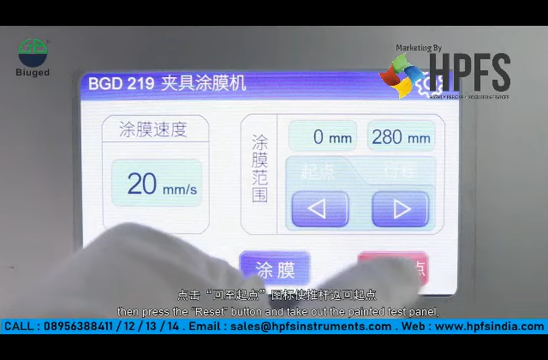 Biuged
Marketing By
HPFS
BGD 219 夹具涂膜机
涂膜速度
20 mm/s
涂膜范围
0 mm
280 mm
起点
涂膜
点
点击“回至起点”图标使推杆返回起点
then press the "Reset" button and take out the painted test panel,
CALL : 08956388411 / 12 / 13 / 14 . Email : sales@hpfsinstruments.com . Web : www.hpfsindia.com